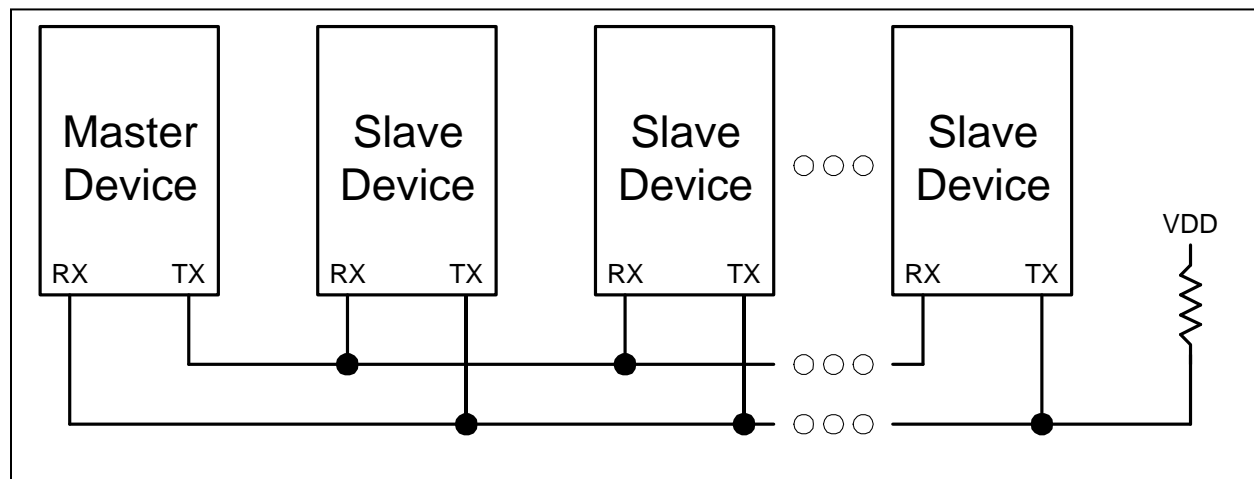 Master
Device
Slave
Device
Slave
Device
Slave
Device
VDD
RX TX
RX TX
RX TX
RX TX